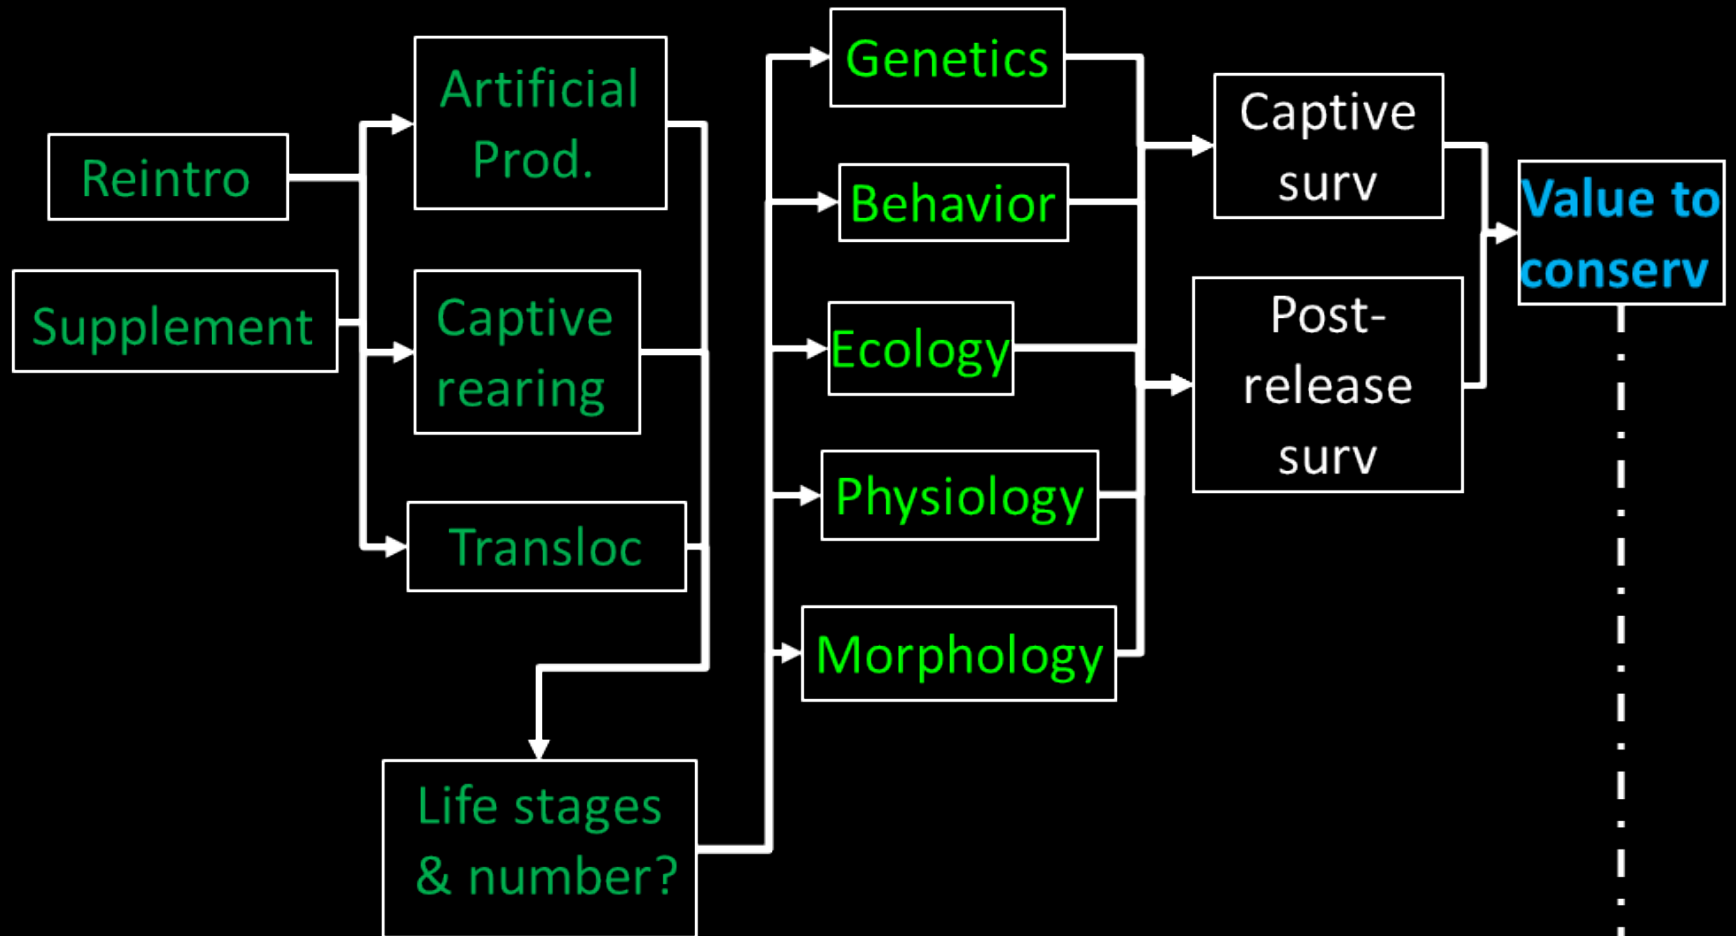 Reintro
Supplement
Artificial
Prod.
Captive
rearing
Transloc
Life stages
& number?
Genetics
Behavior
Ecology
Physiology
Morphology
Captive
surv
Post-
release
surv
Value to
conserv